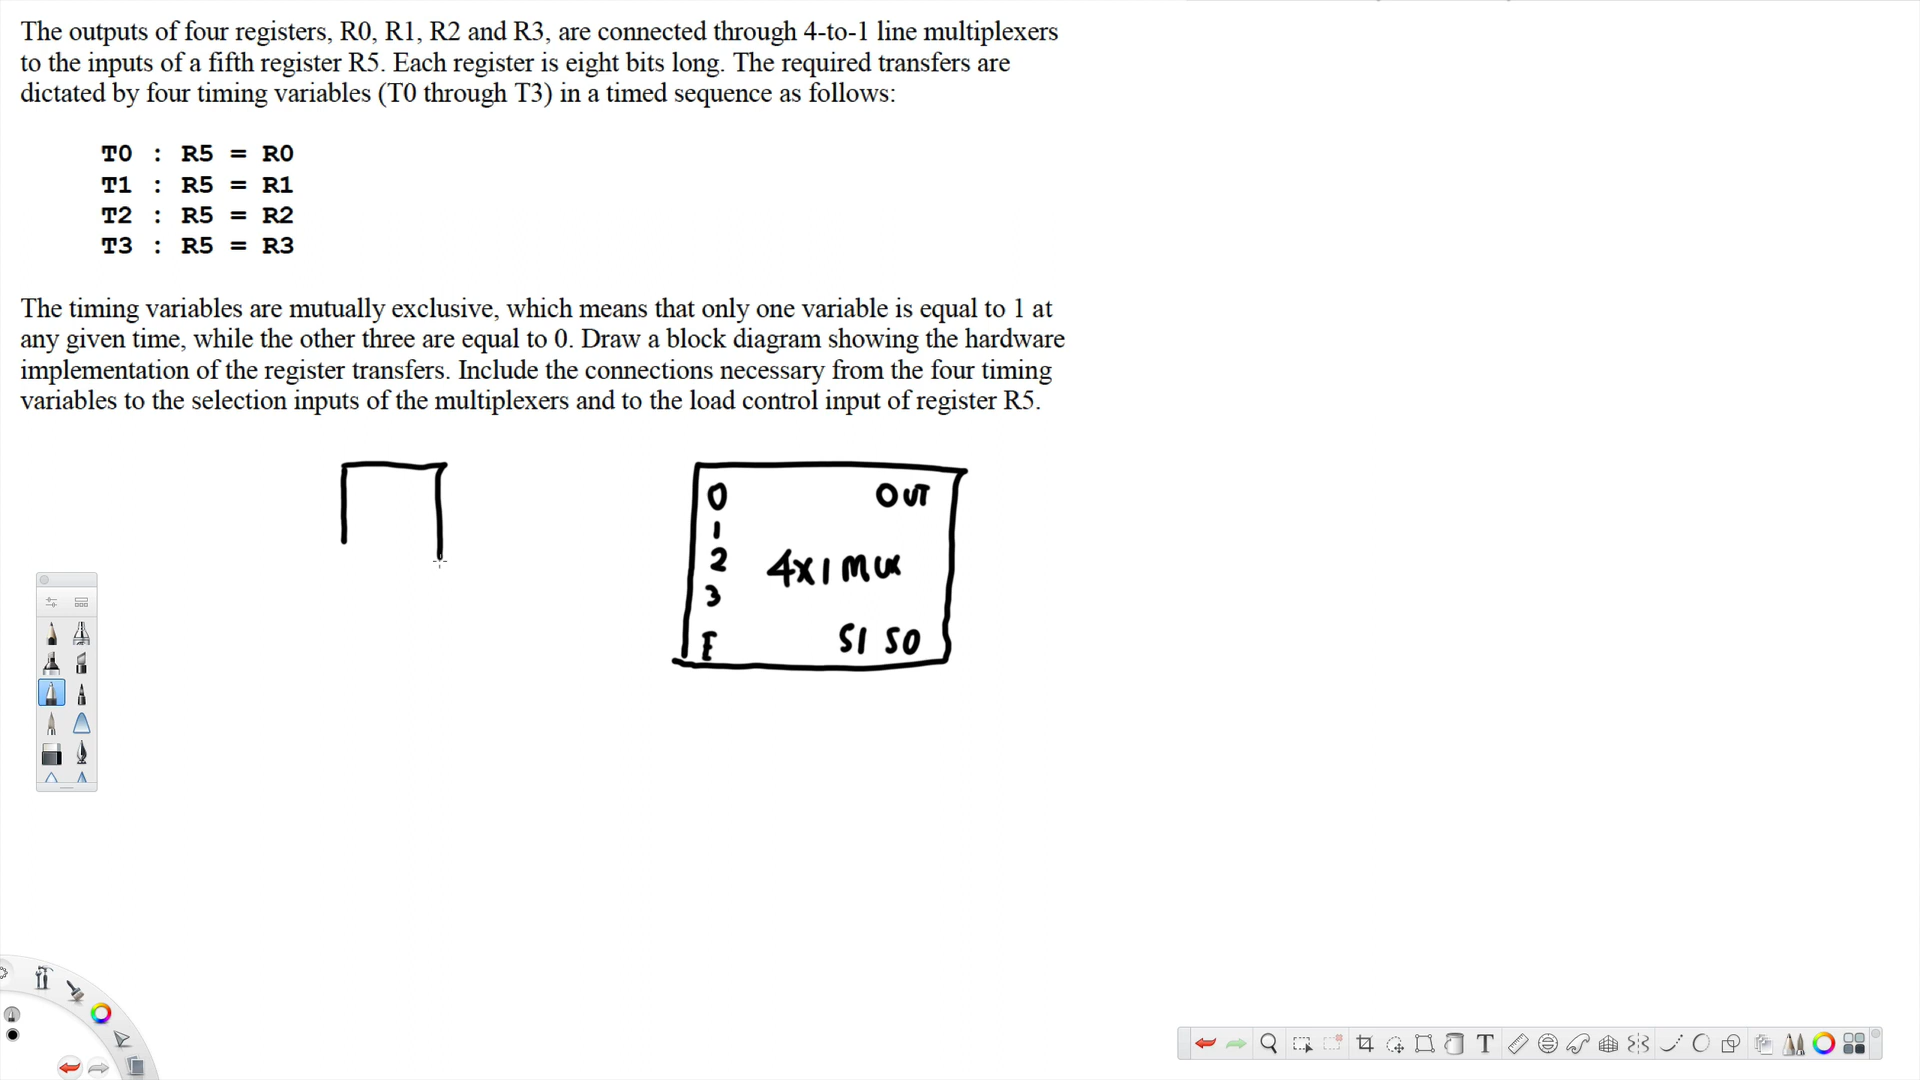 The outputs of four registers, R0, R1, R2 and R3, are connected through 4-to-1 line multiplexers
to the inputs of a fifth register R5. Each register is eight bits long. The required transfers are
dictated by four timing variables (T0 through T3) in a timed sequence as follows:
T0 : R5 = R0
T1 : R5 = R1
T2 : R5 = R2
T3 : R5 = R3
The timing variables are mutually exclusive, which means that only one variable is equal to 1 at
any given time, while the other three are equal to 0. Draw a block diagram showing the hardware
implementation of the register transfers. Include the connections necessary from the four timing
variables to the selection inputs of the multiplexers and to the load control input of register R5.
0 OUT
1
2 4x1 mux
3
E S1 S0
T